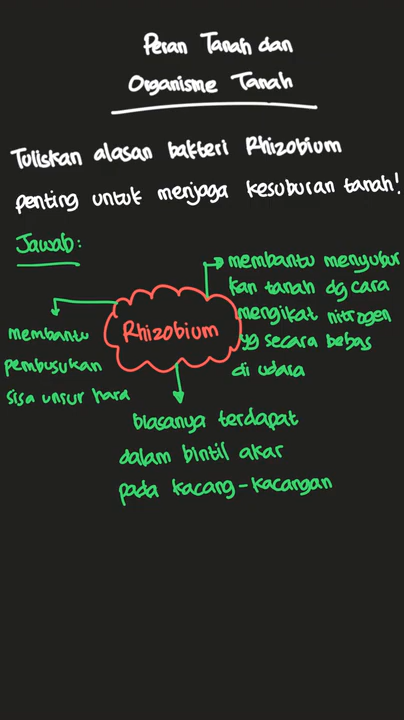 Peran Tanah dan
Organisme Tanah
Tuliskan alasan bakteri Rhizobium
penting untuk menjaga kesuburan tanah!
Jawab:
membantu menyubur
kan tanah dg cara
mengikat nitrogen
yg secara bebas
di udara
Rhizobium
membantu
pembusukan
sisa unsur hara
biasanya terdapat
dalam bintil akar
pada kacang-kacangan